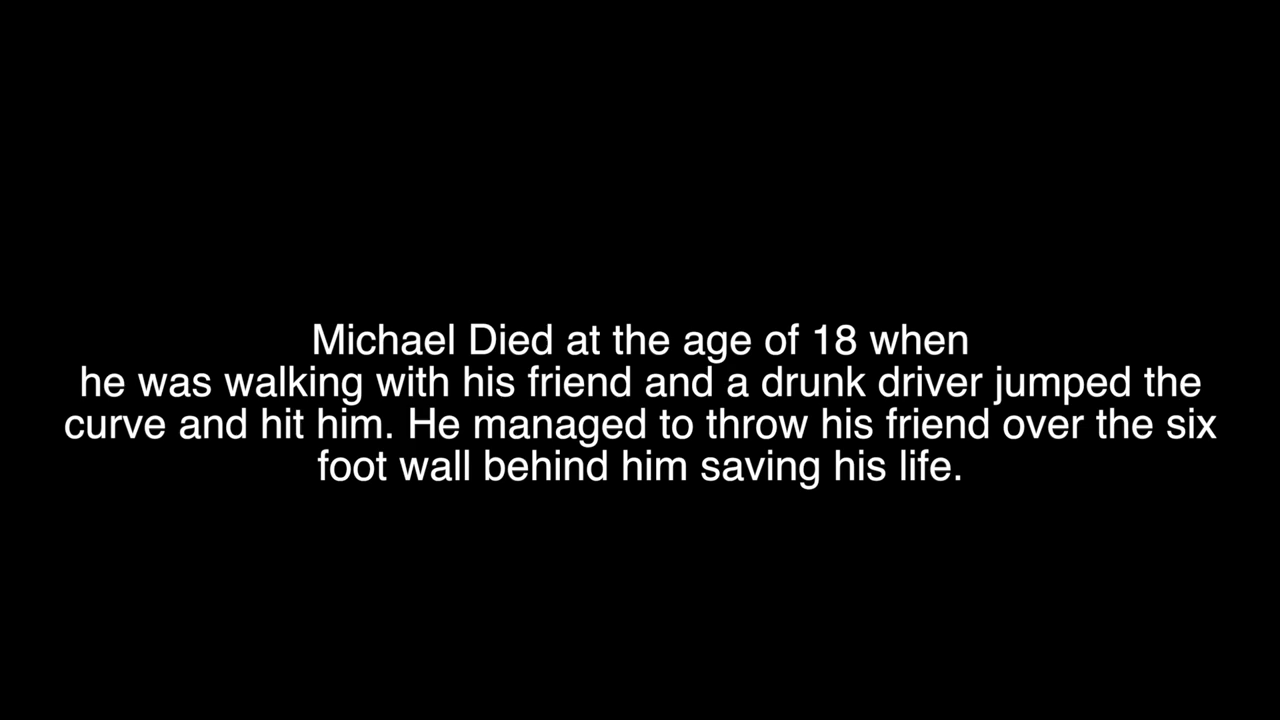 Michael Died at the age of 18 when
he was walking with his friend and a drunk driver jumped the
curve and hit him. He managed to throw his friend over the six
foot wall behind him saving his life.